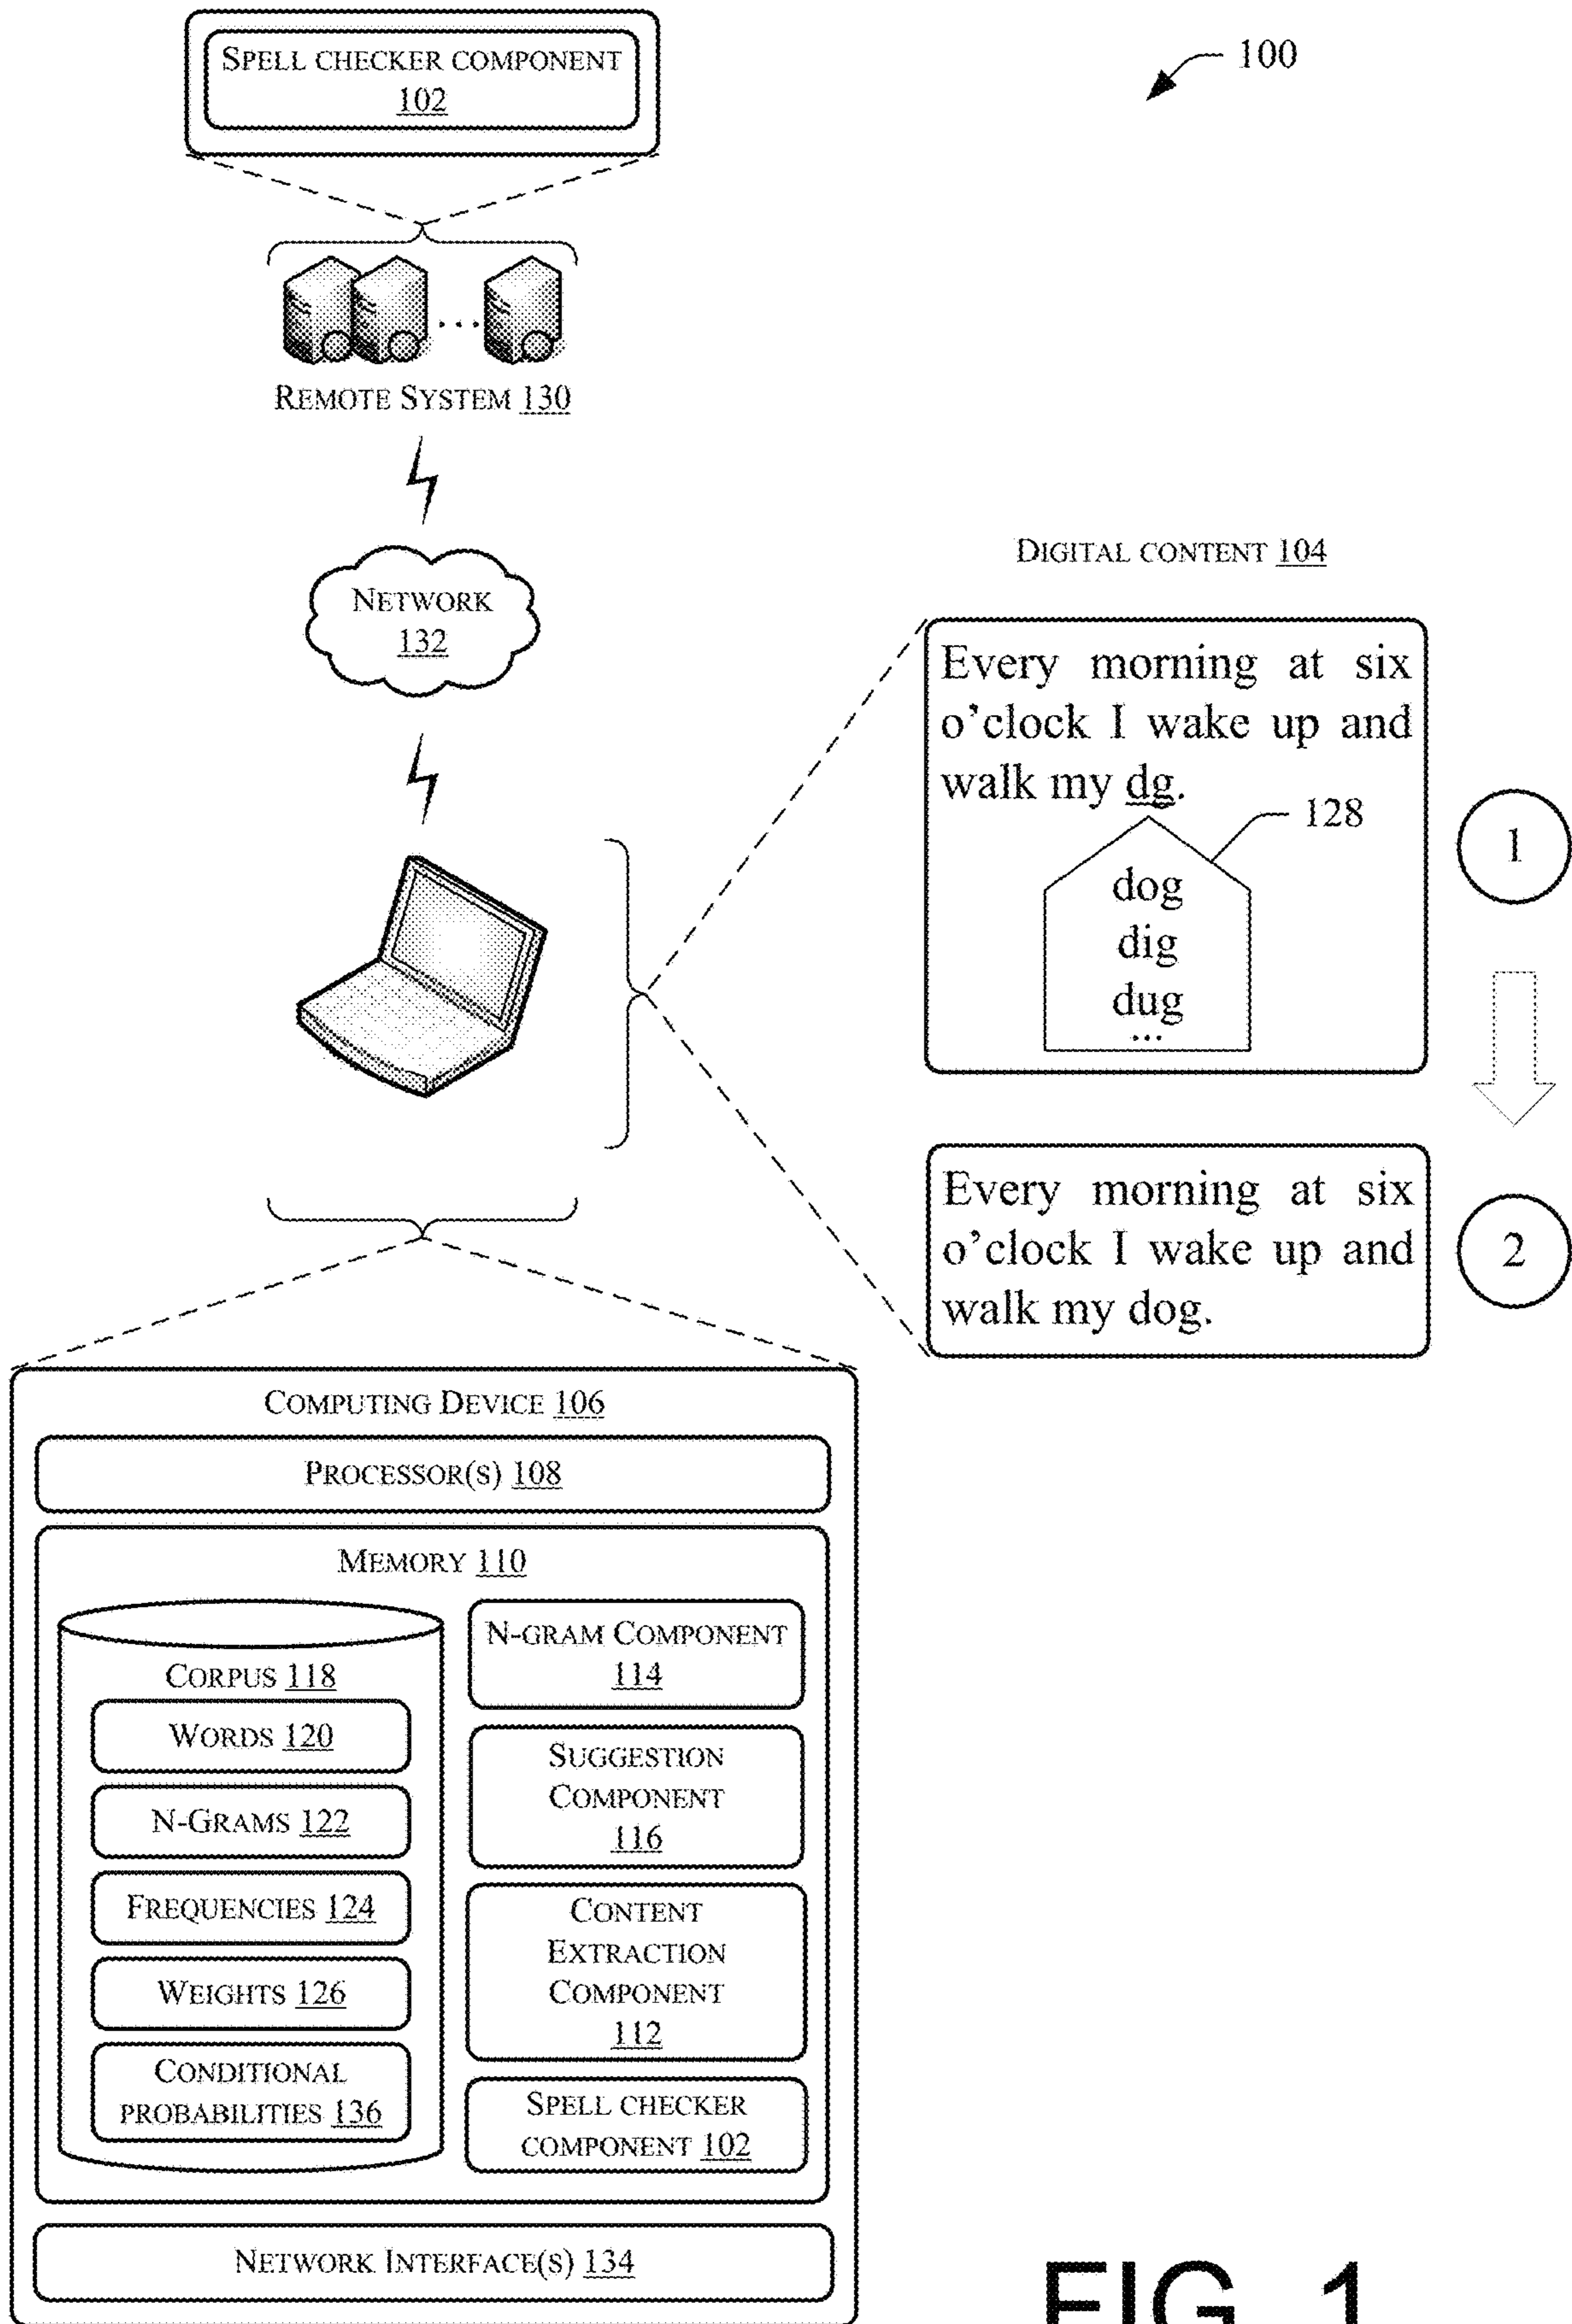 SPELL CHECKER COMPONENT
102
100
REMOTE SYSTEM 130
NETWORK
132
DIGITAL CONTENT 104
Every morning at six
o'clock I wake up and
walk my dg.
128
dog
dig
dug
...
1
Every morning at six
o'clock I wake up and
walk my dog.
2
COMPUTING DEVICE 106
PROCESSOR(S) 108
MEMORY 110
CORPUS 118
WORDS 120
N-GRAMS 122
FREQUENCIES 124
WEIGHTS 126
CONDITIONAL
PROBABILITIES 136
N-GRAM COMPONENT
114
SUGGESTION
COMPONENT
116
CONTENT
EXTRACTION
COMPONENT
112
SPELL CHECKER
COMPONENT 102
NETWORK INTERFACE(S) 134
FIG. 1